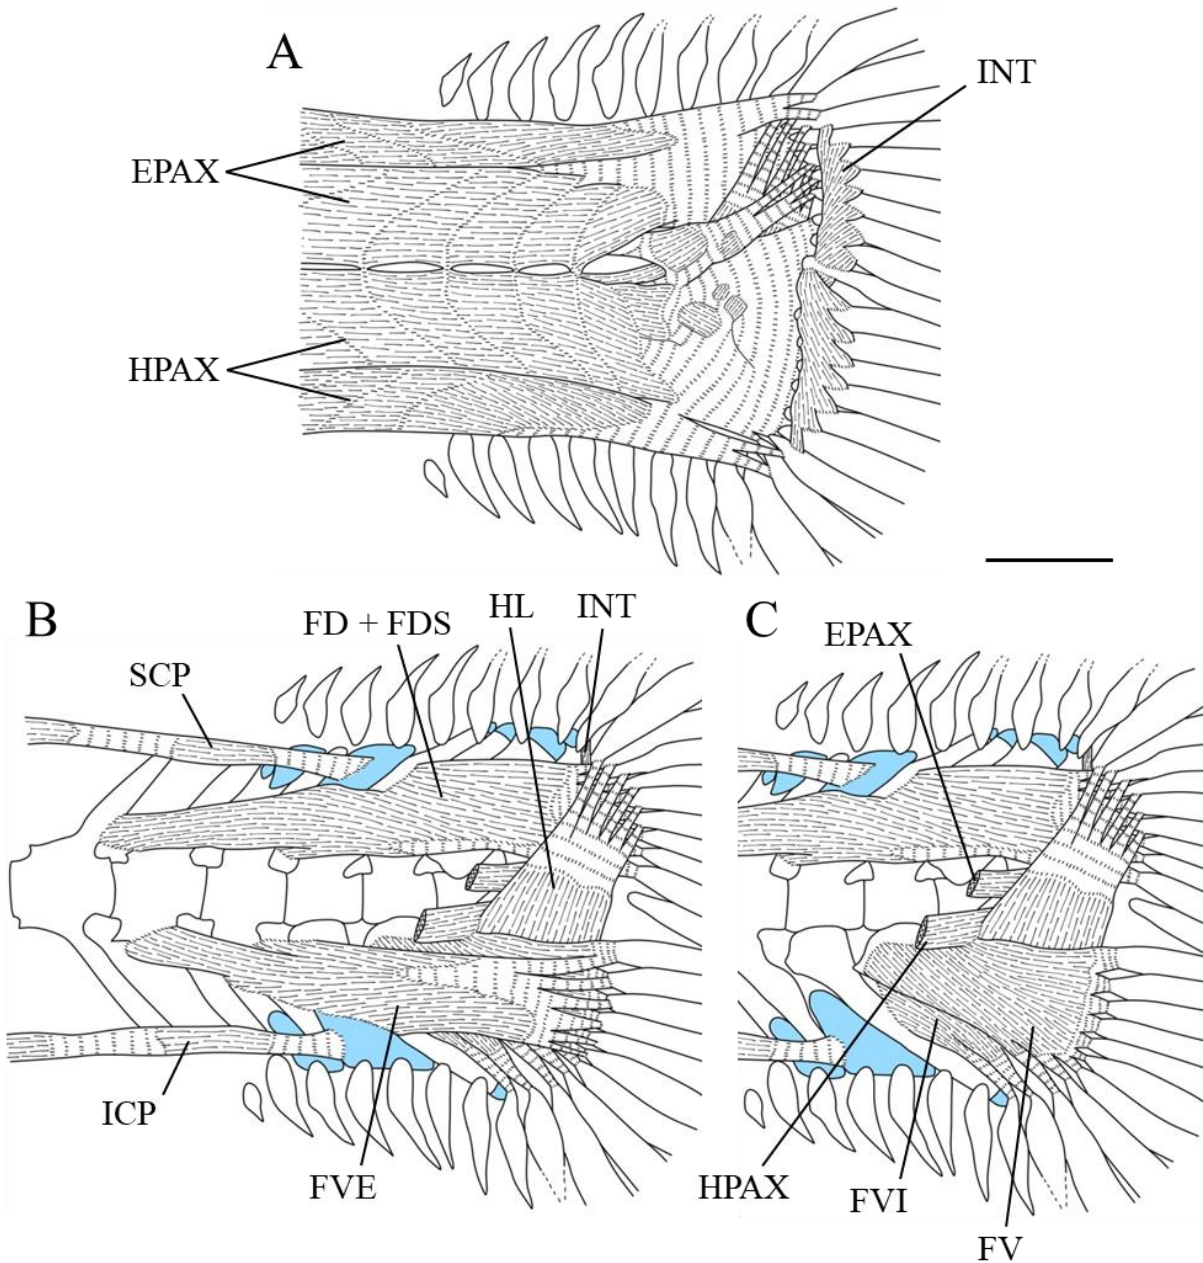 A
INT
EPAX
HPAX
B
FD + FDS
HL
INT
SCP
ICP
FVE
C
EPAX
HPAX
FVI
FV